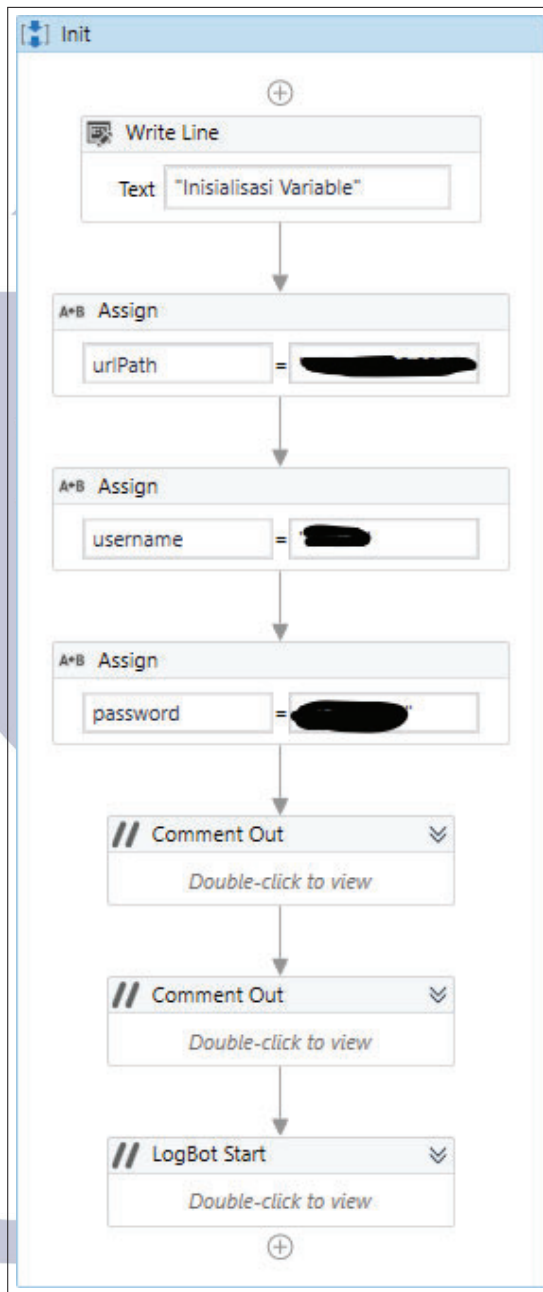 Init
Write Line
Text "Inisialisasi Variable"
A+B Assign
urlPath =
A+B Assign
username =
A+B Assign
password = "
// Comment Out
Double-click to view
// Comment Out
Double-click to view
// LogBot Start
Double-click to view